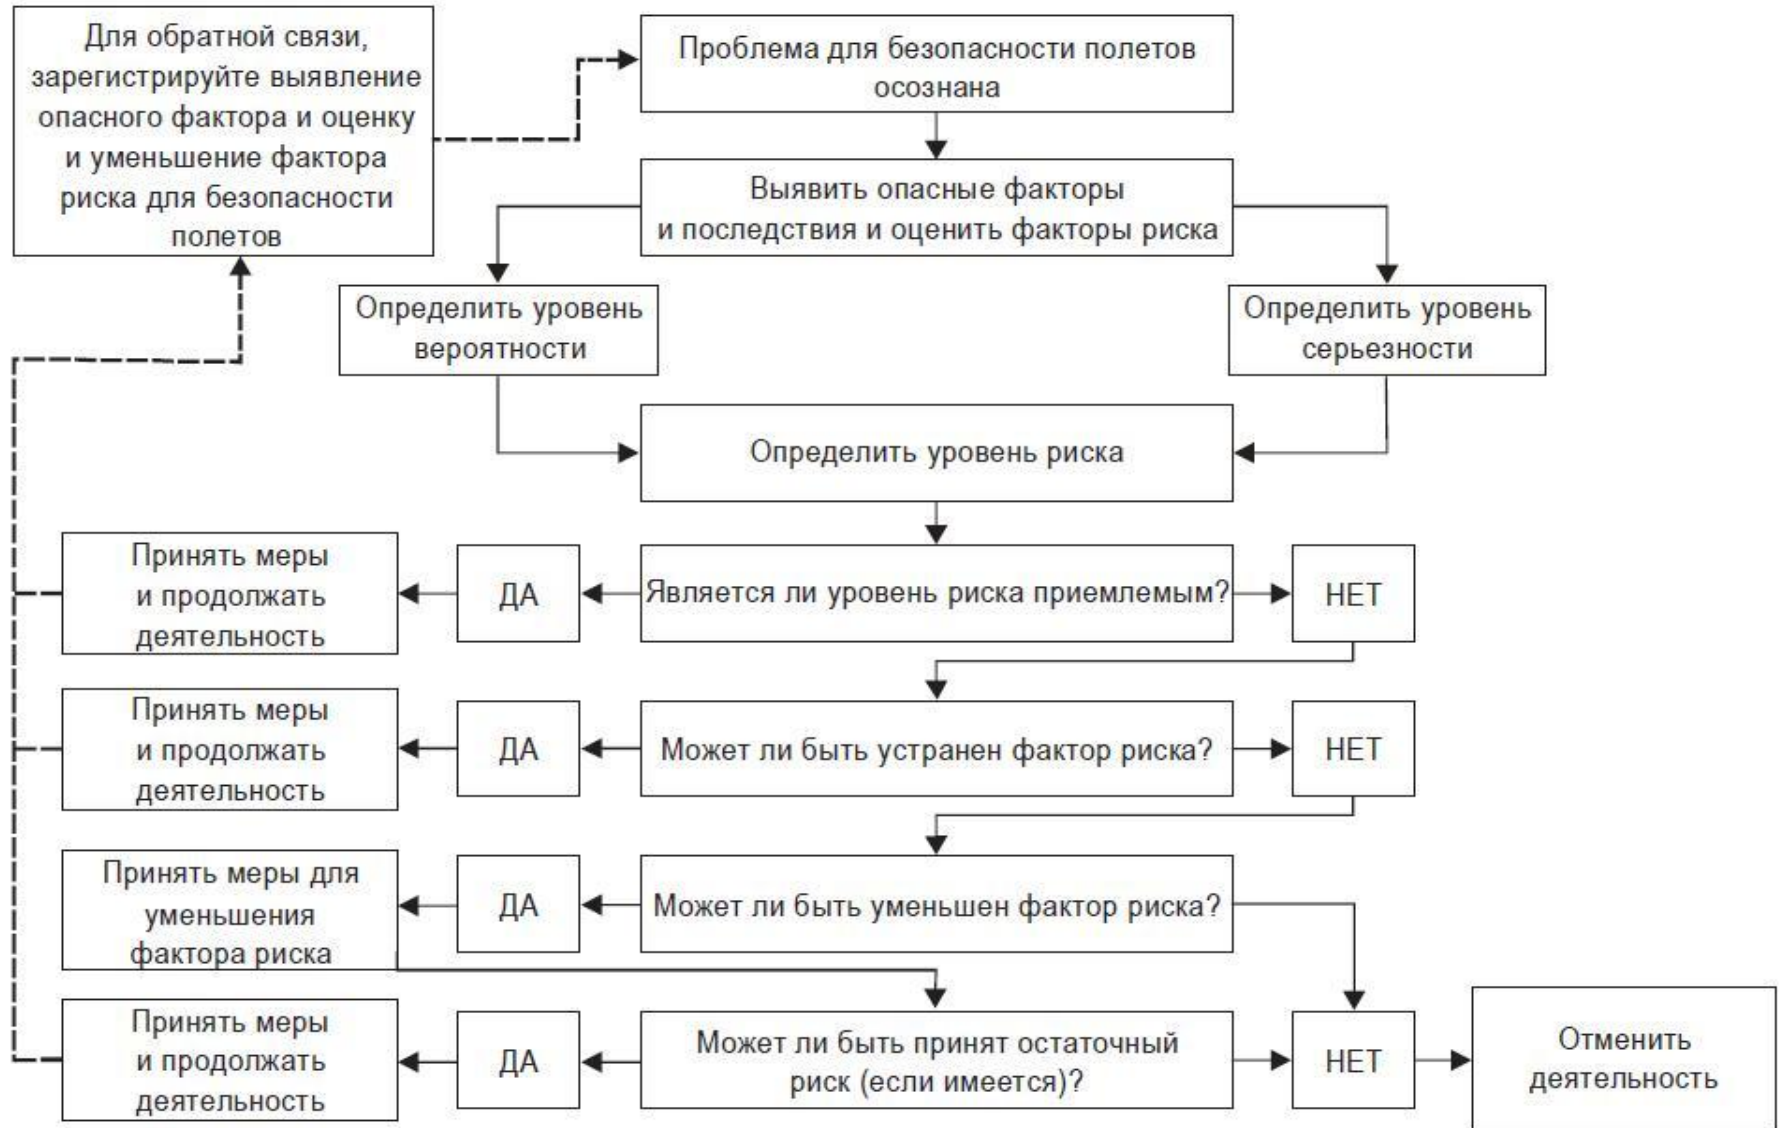 Для обратной связи,
зарегистрируйте выявление
опасного фактора и оценку
и уменьшение фактора
риска для безопасности
полетов
Проблема для безопасности полетов
осознана
Выявить опасные факторы
и последствия и оценить факторы риска
Определить уровень
вероятности
Определить уровень
серьезности
Определить уровень риска
Принять меры
и продолжать
деятельность
ДА
Является ли уровень риска приемлемым?
НЕТ
Принять меры
и продолжать
деятельность
ДА
Может ли быть устранен фактор риска?
НЕТ
Принять меры для
уменьшения
фактора риска
ДА
Может ли быть уменьшен фактор риска?
Принять меры
и продолжать
деятельность
ДА
Может ли быть принят остаточный
риск (если имеется)?
НЕТ
Отменить
деятельность